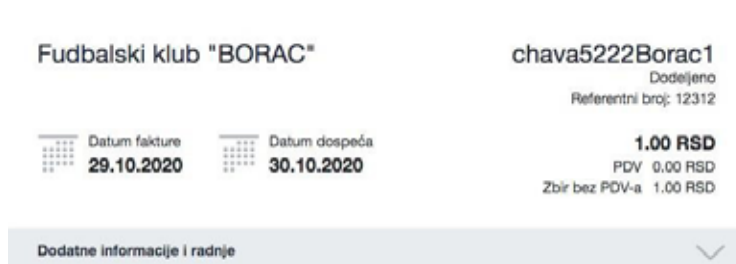 Fudbalski klub "BORAC"
chava5222Borac1
Dodeljeno
Referentni broj: 12312
Datum fakture
29.10.2020
Datum dospeća
30.10.2020
1.00 RSD
PDV 0.00 RSD
Zbir bez PDV-a 1.00 RSD
Dodatne informacije i radnje